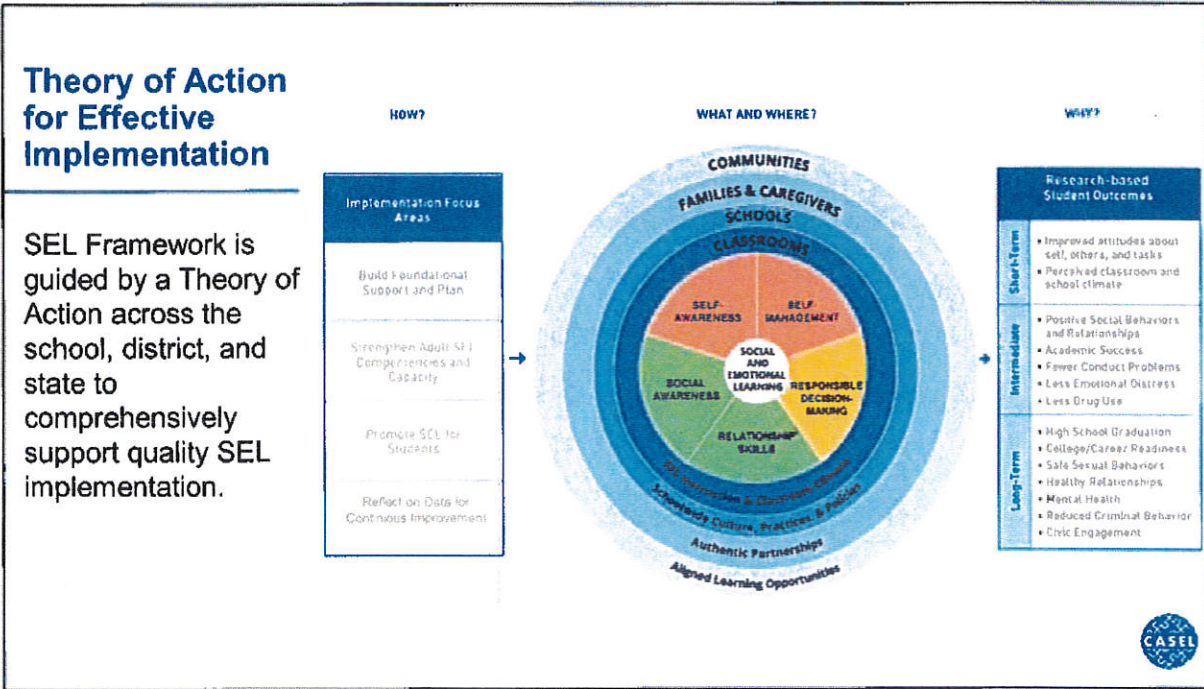 Theory of Action
for Effective
Implementation
SEL Framework is
guided by a Theory of
Action across the
school, district, and
state to
comprehensively
support quality SEL
implementation.
HOW?
Implementation Focus
Areas
Build Foundational
Support and Plan
Strengthen Adult SEL
Competencies and
Capacity
Promote SEL for
Students
Reflect on Data for
Continuous Improvement
WHAT AND WHERE?
COMMUNITIES
FAMILIES & CAREGIVERS
SCHOOLS
CLASSROOMS
SELF-
AWARENESS
SELF
MANAGEMENT
SOCIAL
AWARENESS
SOCIAL
AND
EMOTIONAL
LEARNING
RESPONSIBLE
DECISION-
MAKING
RELATIONSHIP
SKILLS
SEL Instruction & Classroom Climate
Schoolwide Culture, Practices, & Policies
Authentic Partnerships
Aligned Learning Opportunities
WHY?
Research-based
Student Outcomes
Short-Term
• Improved attitudes about
self, others, and tasks
• Perceived classroom and
school climate
Intermediate
• Positive Social Behaviors
and Relationships
• Academic Success
• Fewer Conduct Problems
• Less Emotional Distress
• Less Drug Use
Long-Term
• High School Graduation
• College/Career Readiness
• Safe Sexual Behaviors
• Healthy Relationships
• Mental Health
• Reduced Criminal Behavior
• Civic Engagement
CASEL